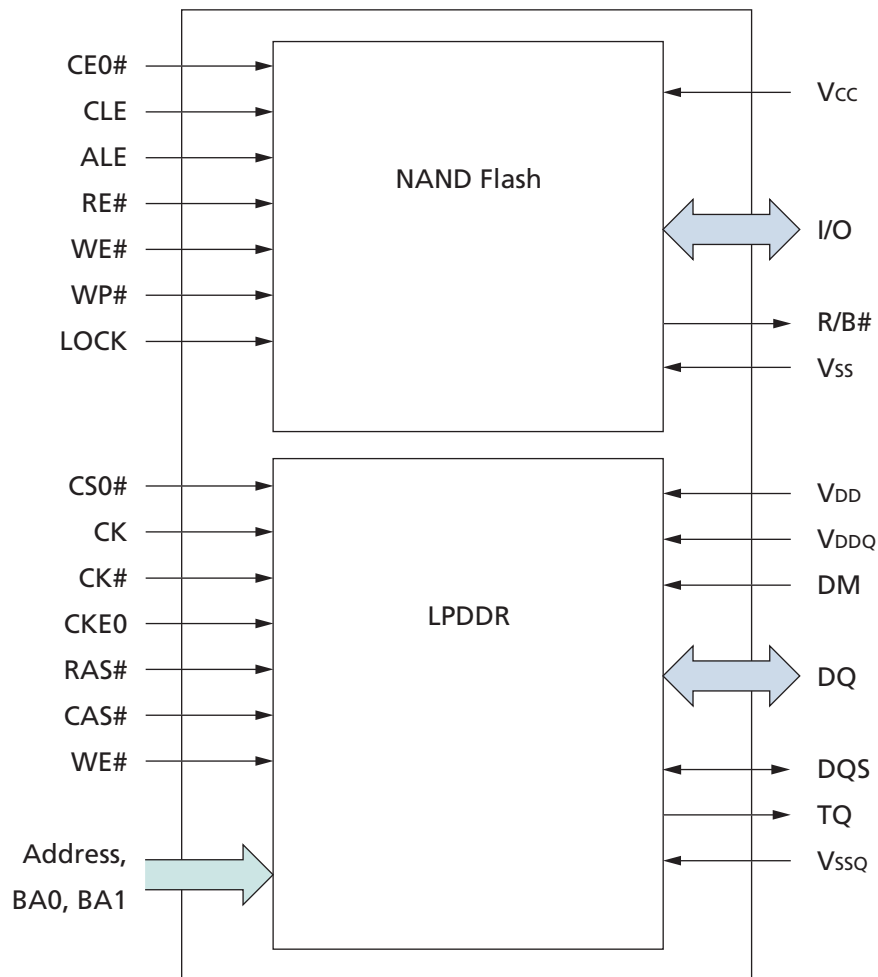 CE0#
CLE
ALE
RE#
WE#
WP#
LOCK
NAND Flash
VCC
I/O
R/B#
VSS
CS0#
CK
CK#
CKE0
RAS#
CAS#
WE#
Address,
BA0, BA1
LPDDR
VDD
VDDQ
DM
DQ
DQS
TQ
VSSQ